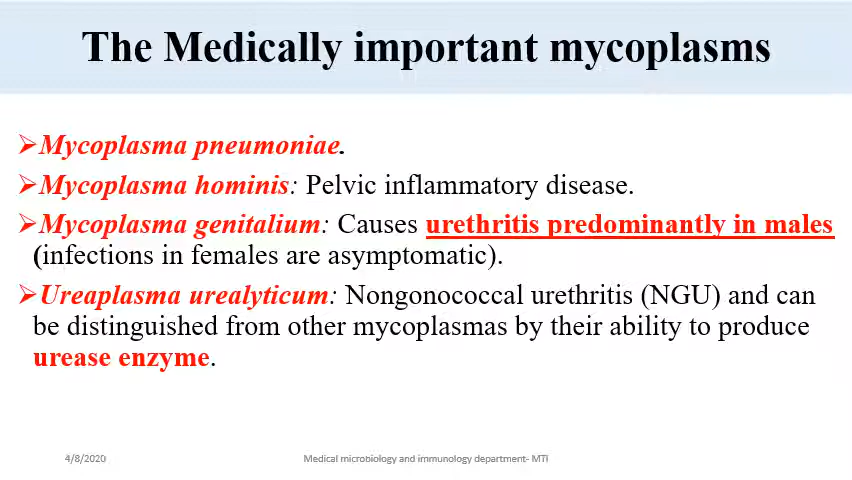 The Medically important mycoplasms
➢Mycoplasma pneumoniae.
➢Mycoplasma hominis: Pelvic inflammatory disease.
➢Mycoplasma genitalium: Causes urethritis predominantly in males
(infections in females are asymptomatic).
➢Ureaplasma urealyticum: Nongonococcal urethritis (NGU) and can
be distinguished from other mycoplasmas by their ability to produce
urease enzyme.
4/8/2020 Medical microbiology and immunology department- MTI